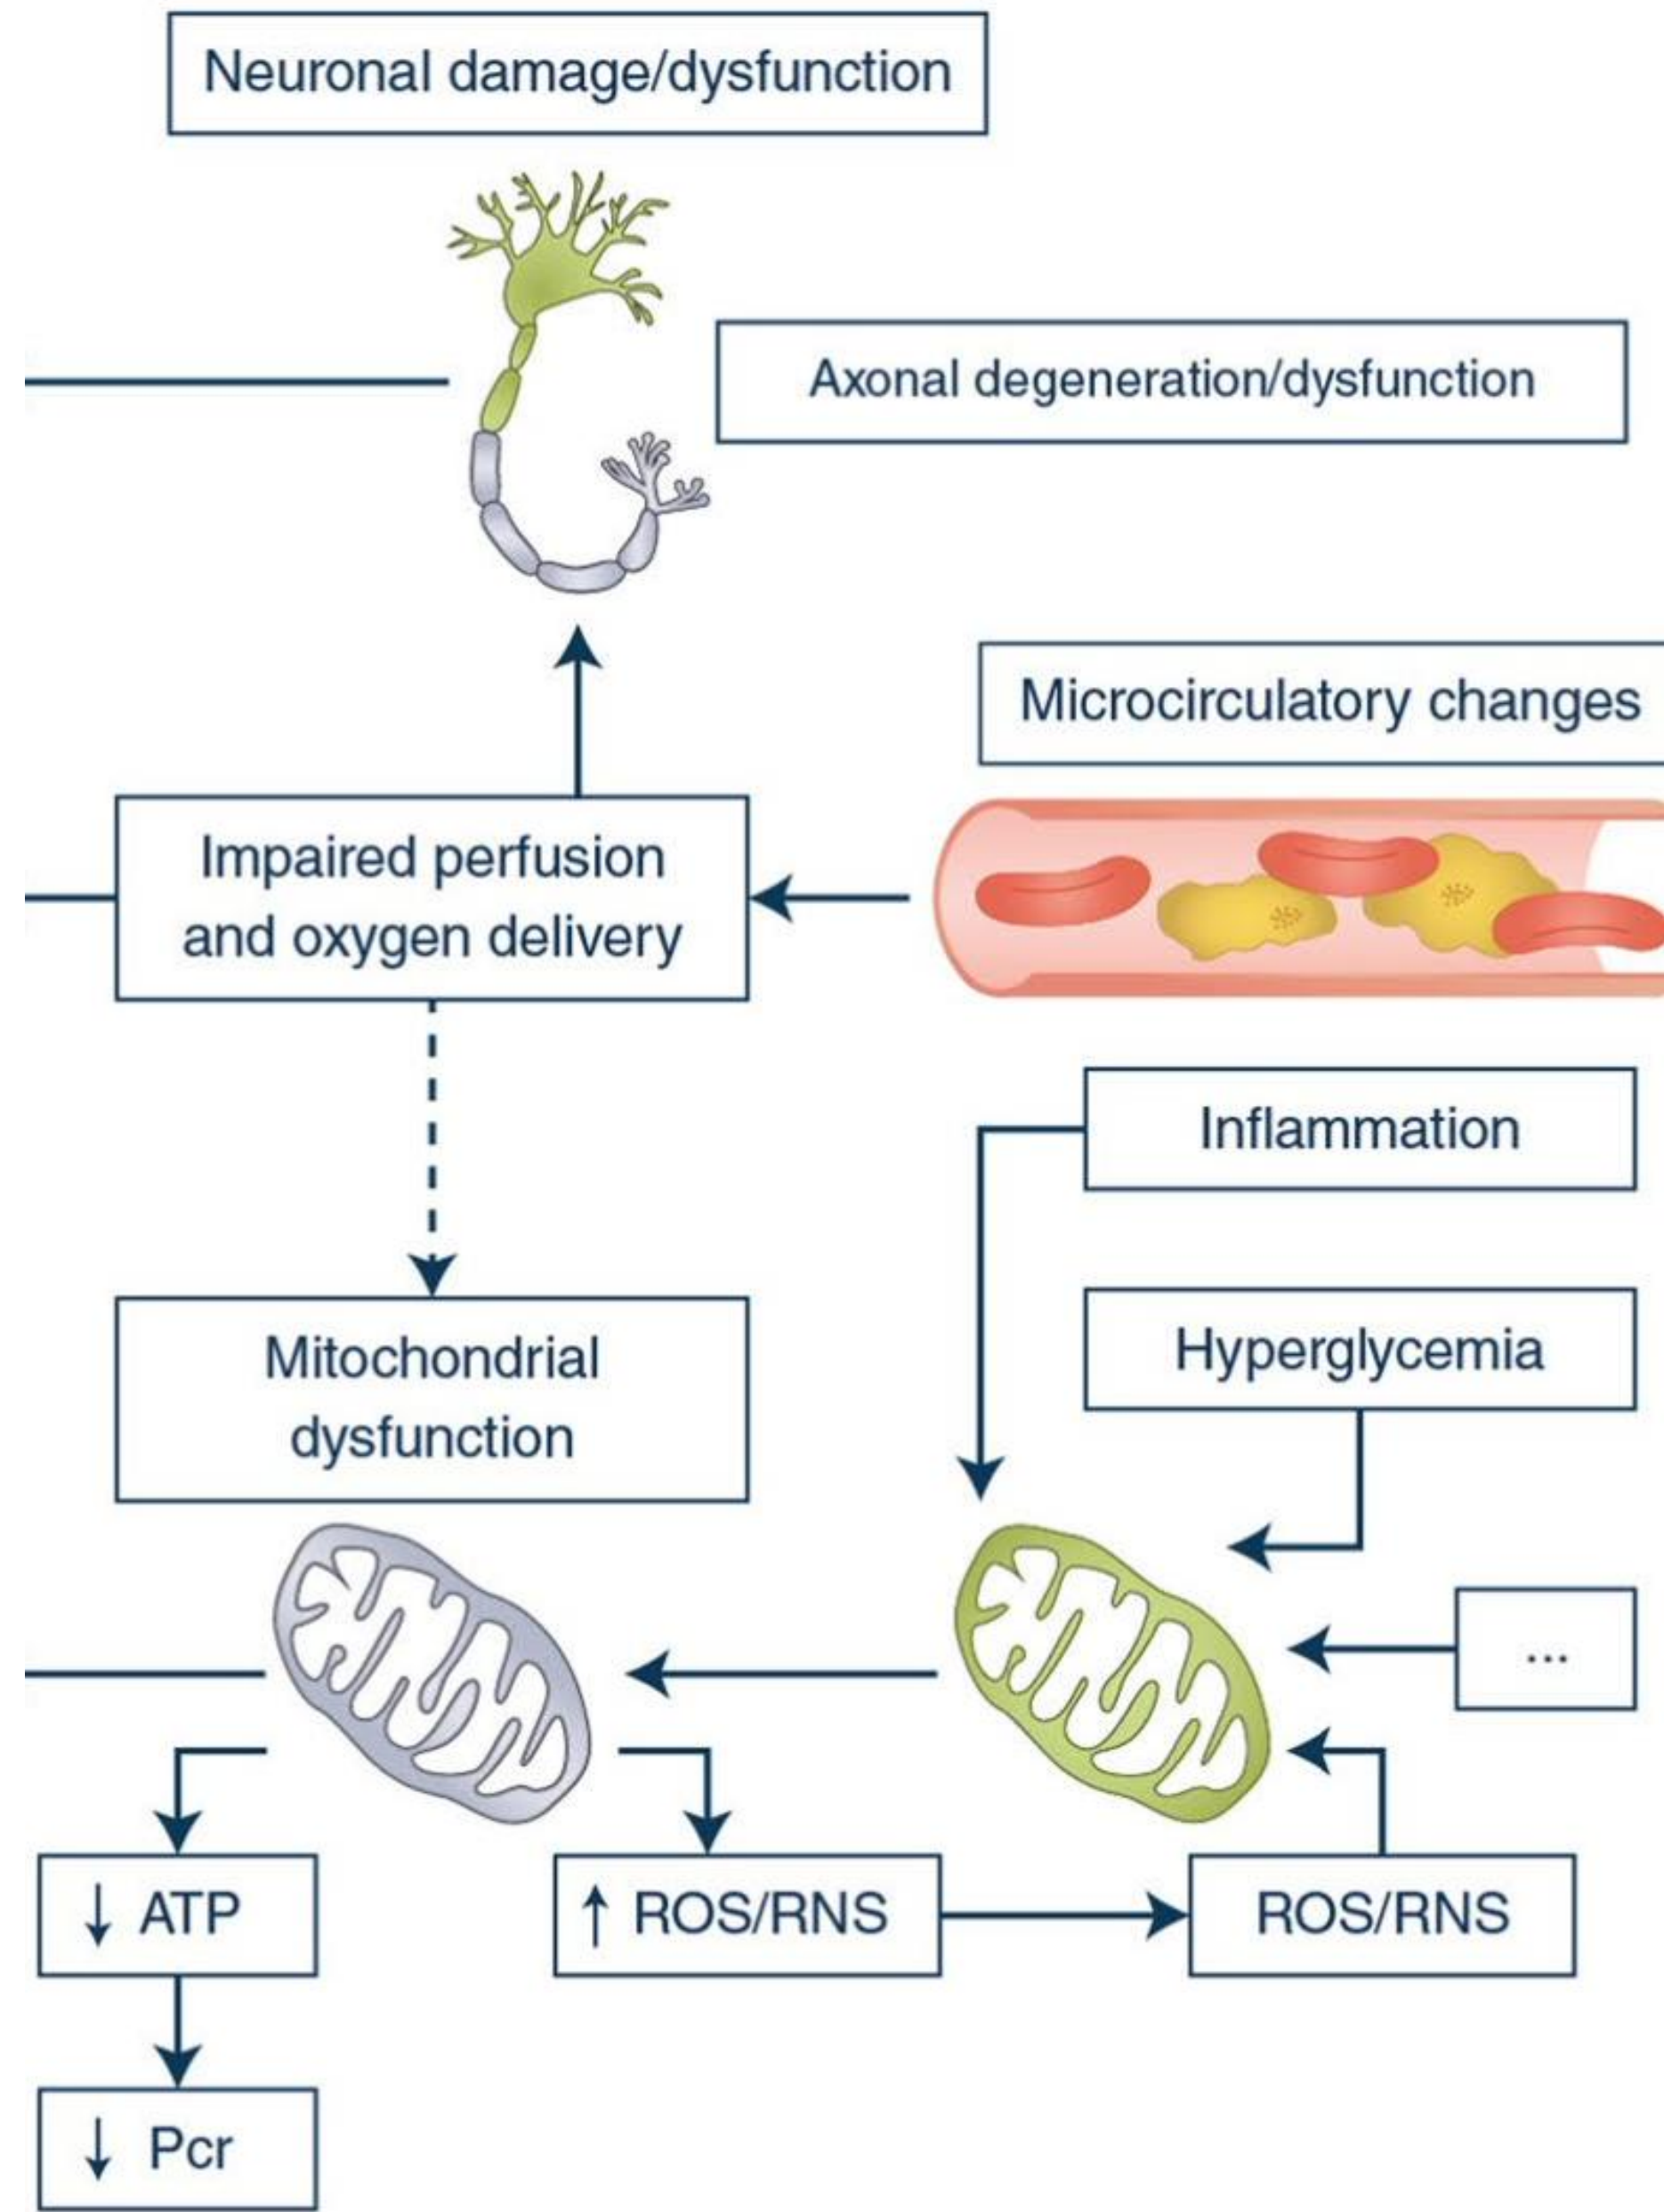 Neuronal damage/dysfunction
Axonal degeneration/dysfunction
Microcirculatory changes
Impaired perfusion
and oxygen delivery
Inflammation
Hyperglycemia
Mitochondrial
dysfunction
...
↓ ATP
↑ ROS/RNS
ROS/RNS
↓ Pcr